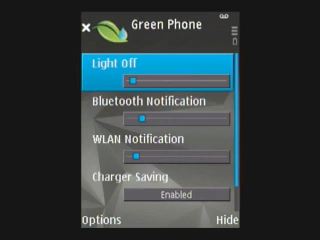 Green Phone
Light Off
Bluetooth Notification
WLAN Notification
Charger Saving
Enabled
Options Hide